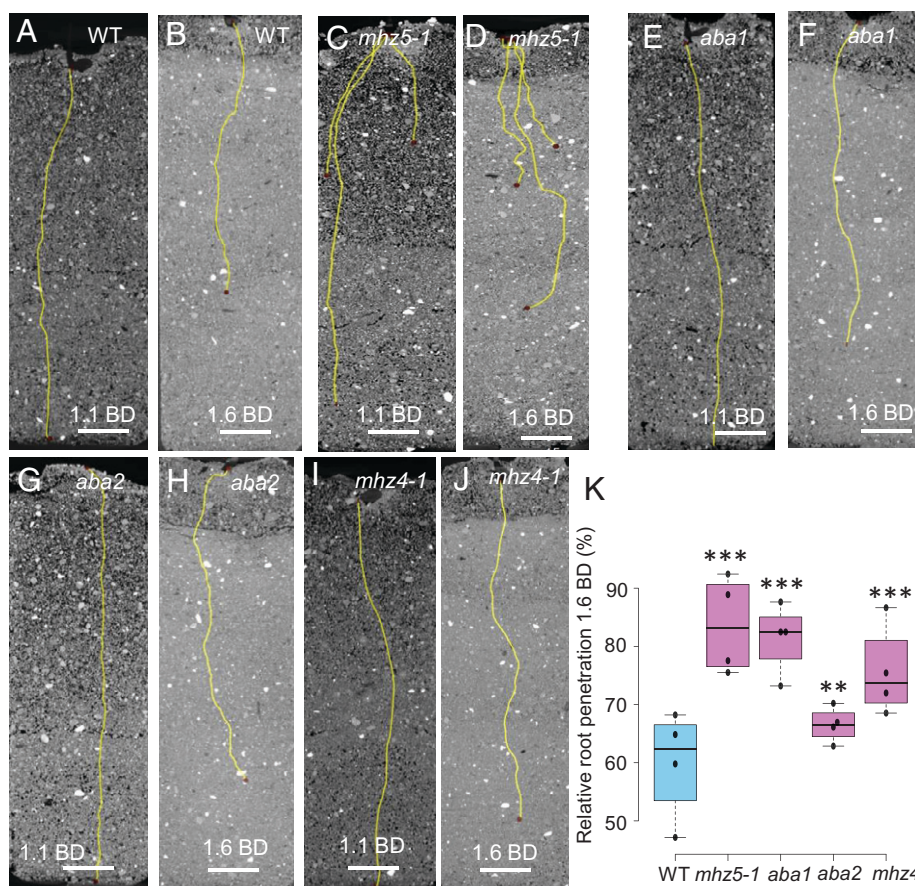 A WT
B WT
C mhz5-1
D mhz5-1
E aba1
F aba1
1.1 BD
1.6 BD
1.1 BD
1.6 BD
1.1 BD
1.6 BD
G aba2
H aba2
I mhz4-1
J mhz4-1
K
Relative root penetration 1.6 BD (%)
90
80
70
60
50
***
***
**
***
WT mhz5-1 aba1 aba2 mhz4
1.1 BD
1.6 BD
1.1 BD
1.6 BD